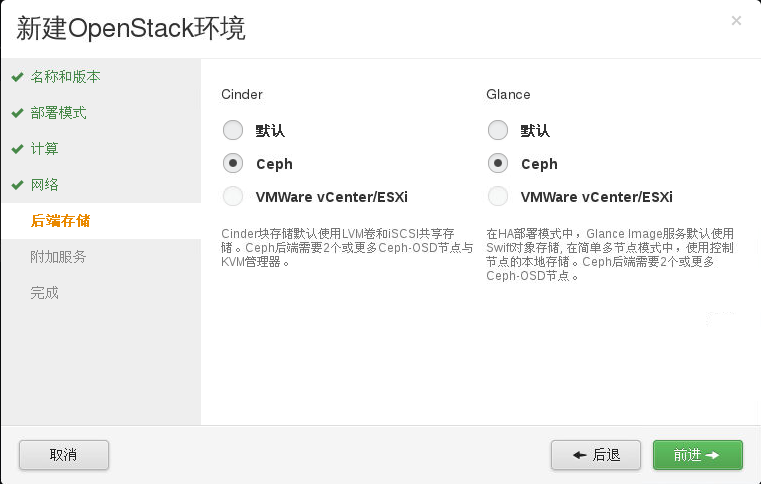 新建OpenStack环境
×
名称和版本
部署模式
计算
网络
后端存储
附加服务
完成
Cinder
默认
Ceph
VMWare vCenter/ESXi
Cinder块存储默认使用LVM卷和iSCSI共享存
储。Ceph后端需要2个或更多Ceph-OSD节点与
KVM管理器。
Glance
默认
Ceph
VMWare vCenter/ESXi
在HA部署模式中，Glance Image服务默认使用
Swift对象存储, 在简单多节点模式中，使用控制
节点的本地存储。Ceph后端需要2个或更多
Ceph-OSD节点。
取消
后退
前进